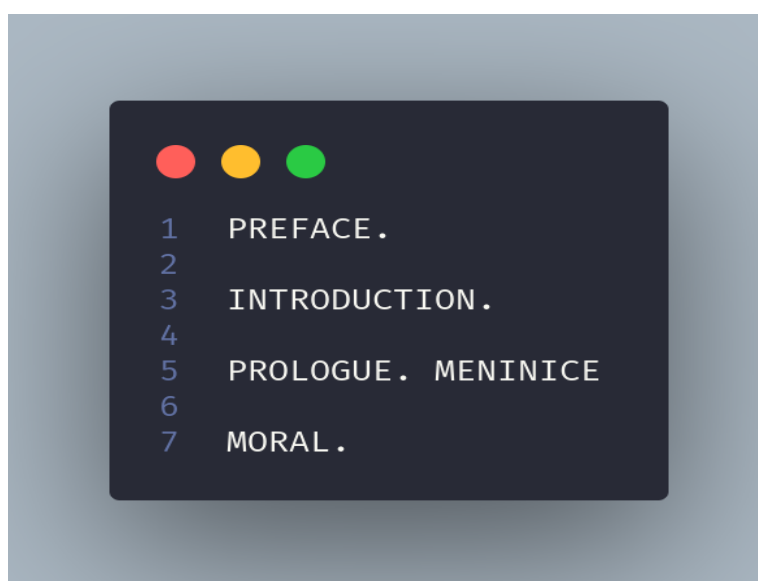 1 PREFACE.
2
3 INTRODUCTION.
4
5 PROLOGUE. MENINICE
6
7 MORAL.